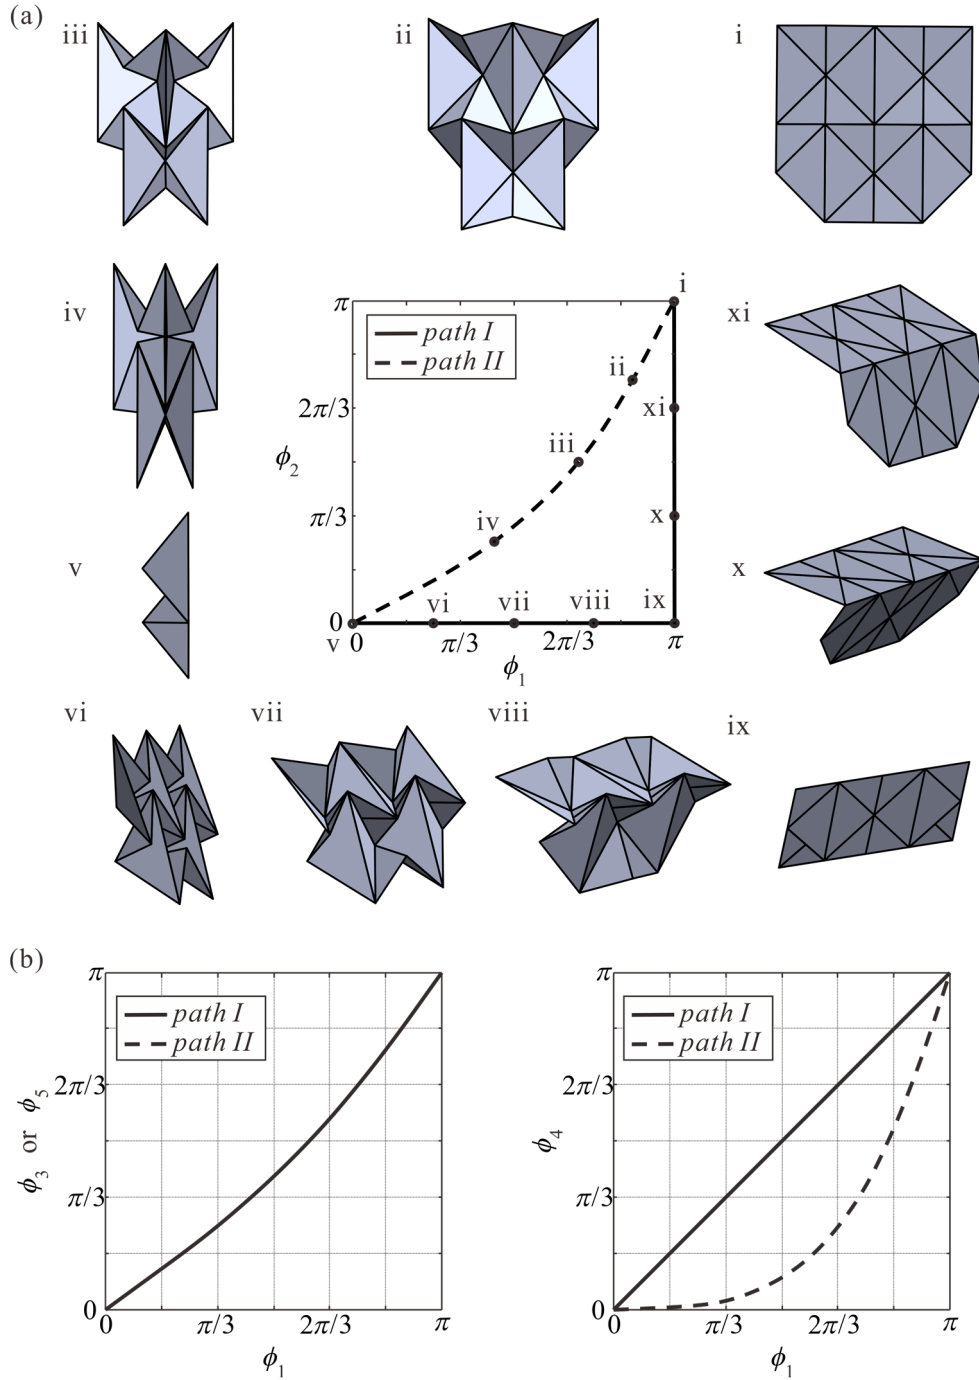 (a)
iii
ii
i
iv
xi
i
π
path I
path II
ii
2π/3
xi
iii
ϕ2
π/3
x
iv
v
x
vi
vii
viii
ix
0
v
0
π/3
2π/3
π
ϕ1
vi
vii
viii
ix
(b)
π
path I
path II
2π/3
ϕ3 or ϕ5
π/3
0
0
π/3
2π/3
π
ϕ1
π
path I
path II
2π/3
ϕ4
π/3
0
0
π/3
2π/3
π
ϕ1